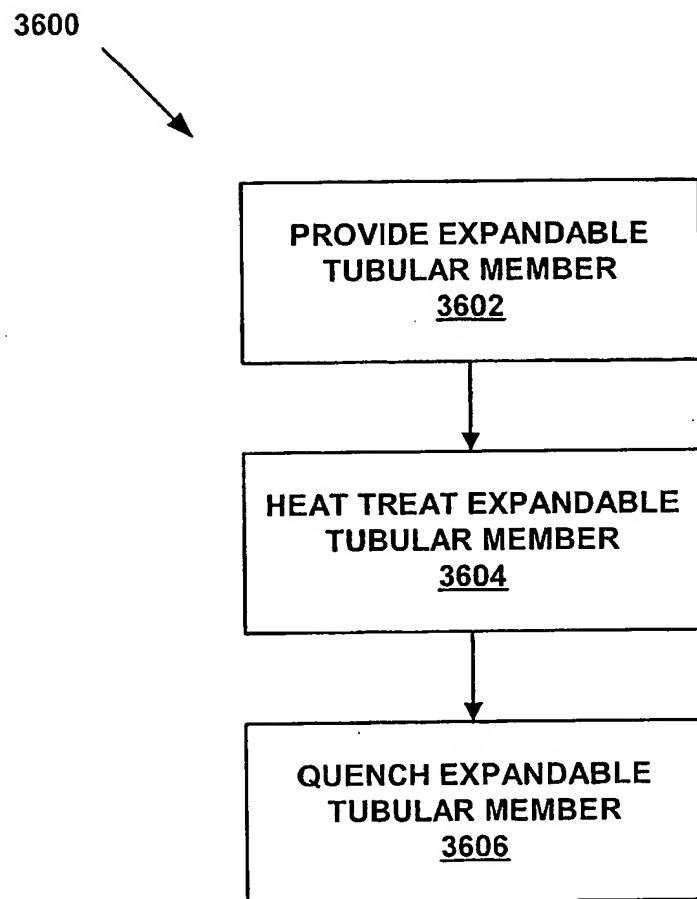 3600
PROVIDE EXPANDABLE
TUBULAR MEMBER
3602
HEAT TREAT EXPANDABLE
TUBULAR MEMBER
3604
QUENCH EXPANDABLE
TUBULAR MEMBER
3606